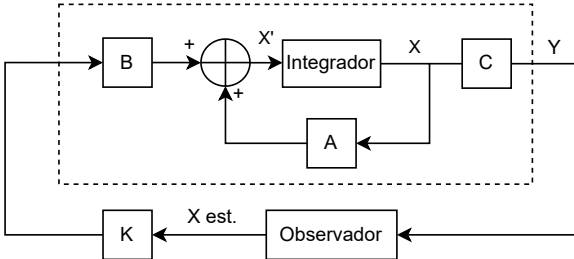 X'
X
Y
B
+
Integrador
C
+
A
X est.
K
Observador